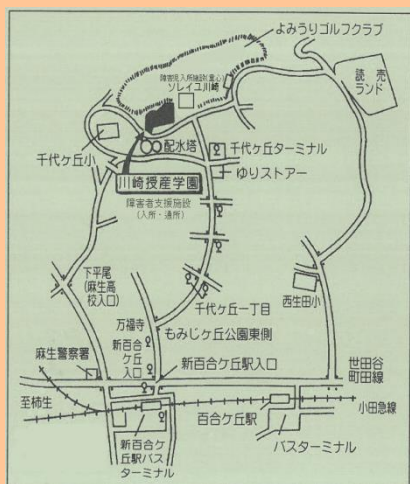 よみうりゴルフクラブ
障害児入所施設(重心)
ソレイユ川崎
読売
ランド
千代ヶ丘小
配水塔
千代ケ丘ターミナル
ゆりストアー
川崎授産学園
障害者支援施設
(入所・通所)
下平尾
(麻生高
校入口)
千代ケ丘一丁目
西生田小
万福寺
もみじケ丘公園東側
新百合
ケ丘
入口
麻生警察署
新百合ケ丘駅入口
世田谷
町田線
至柿生
百合ケ丘駅
小田急線
新百合ケ
丘駅バス
ターミナル
バスターミナル